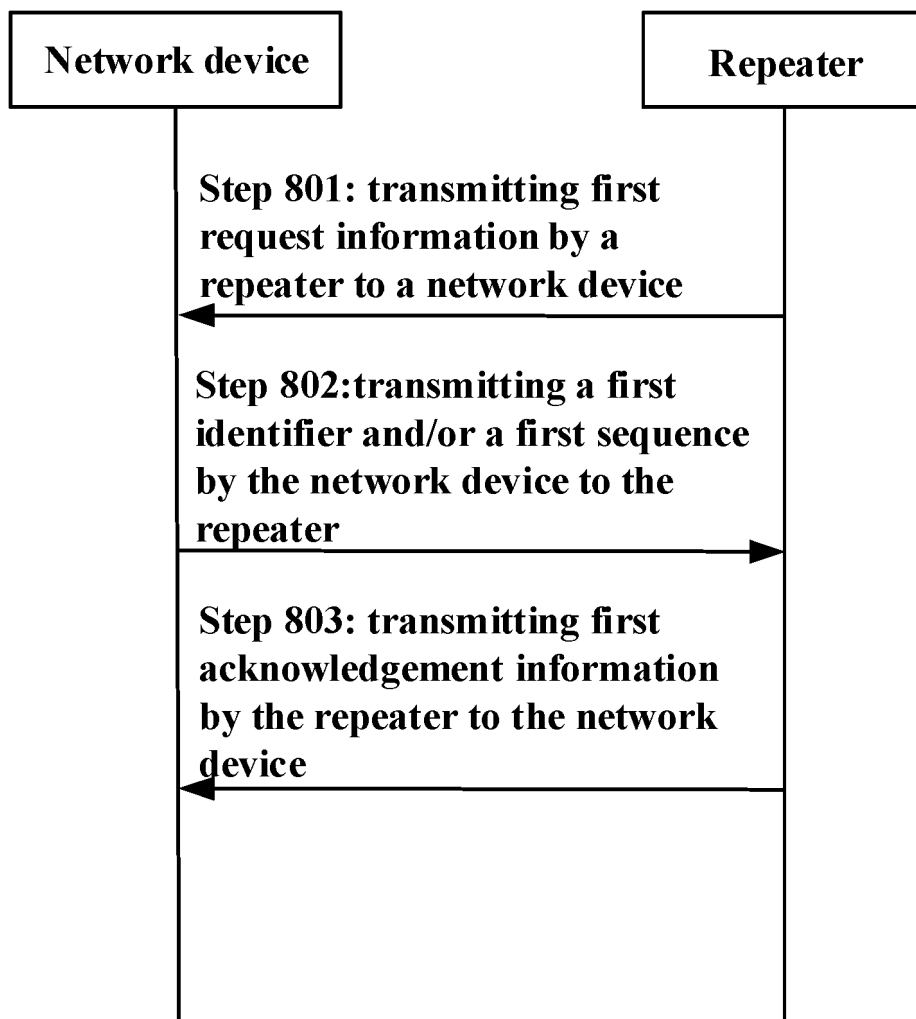 Network device
Repeater
Step 801: transmitting first
request information by a
repeater to a network device
Step 802:transmitting a first
identifier and/or a first sequence
by the network device to the
repeater
Step 803: transmitting first
acknowledgement information
by the repeater to the network
device